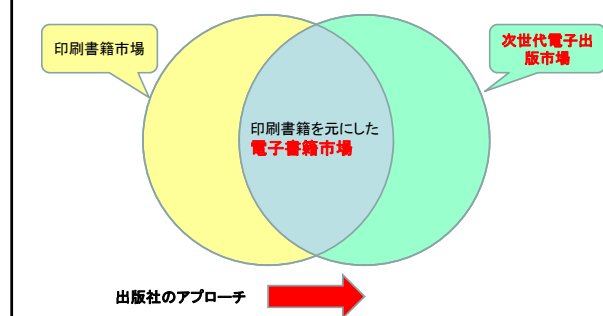 印刷書籍市場
次世代電子出
版市場
印刷書籍を元にした
電子書籍市場
出版社のアプローチ